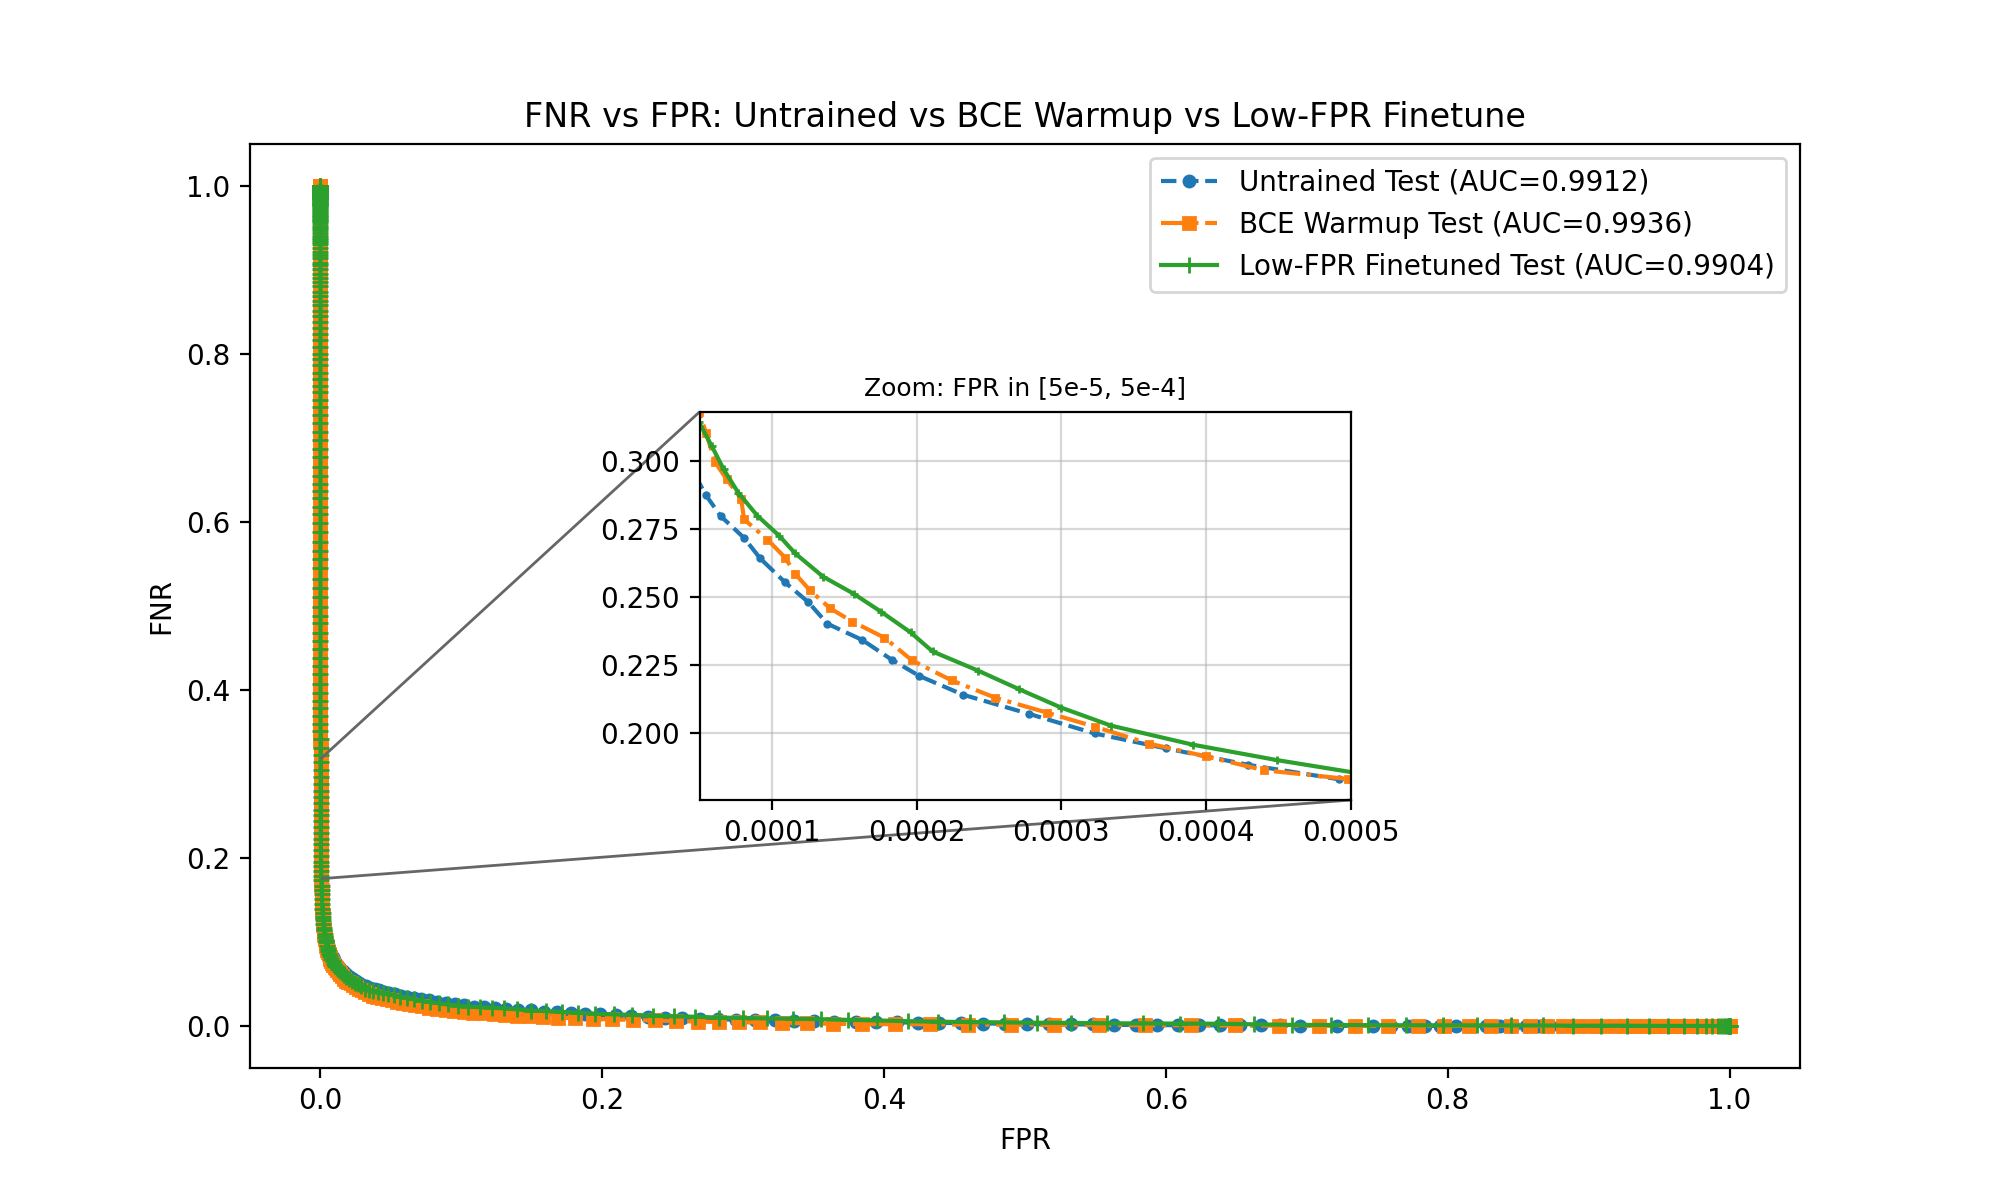 FNR vs FPR: Untrained vs BCE Warmup vs Low-FPR Finetune
Untrained Test (AUC=0.9912)
BCE Warmup Test (AUC=0.9936)
Low-FPR Finetuned Test (AUC=0.9904)
1.0
0.8
0.6
0.4
0.2
0.0
FNR
Zoom: FPR in [5e-5, 5e-4]
0.300
0.275
0.250
0.225
0.200
0.0001 0.0002 0.0003 0.0004 0.0005
0.0 0.2 0.4 0.6 0.8 1.0
FPR